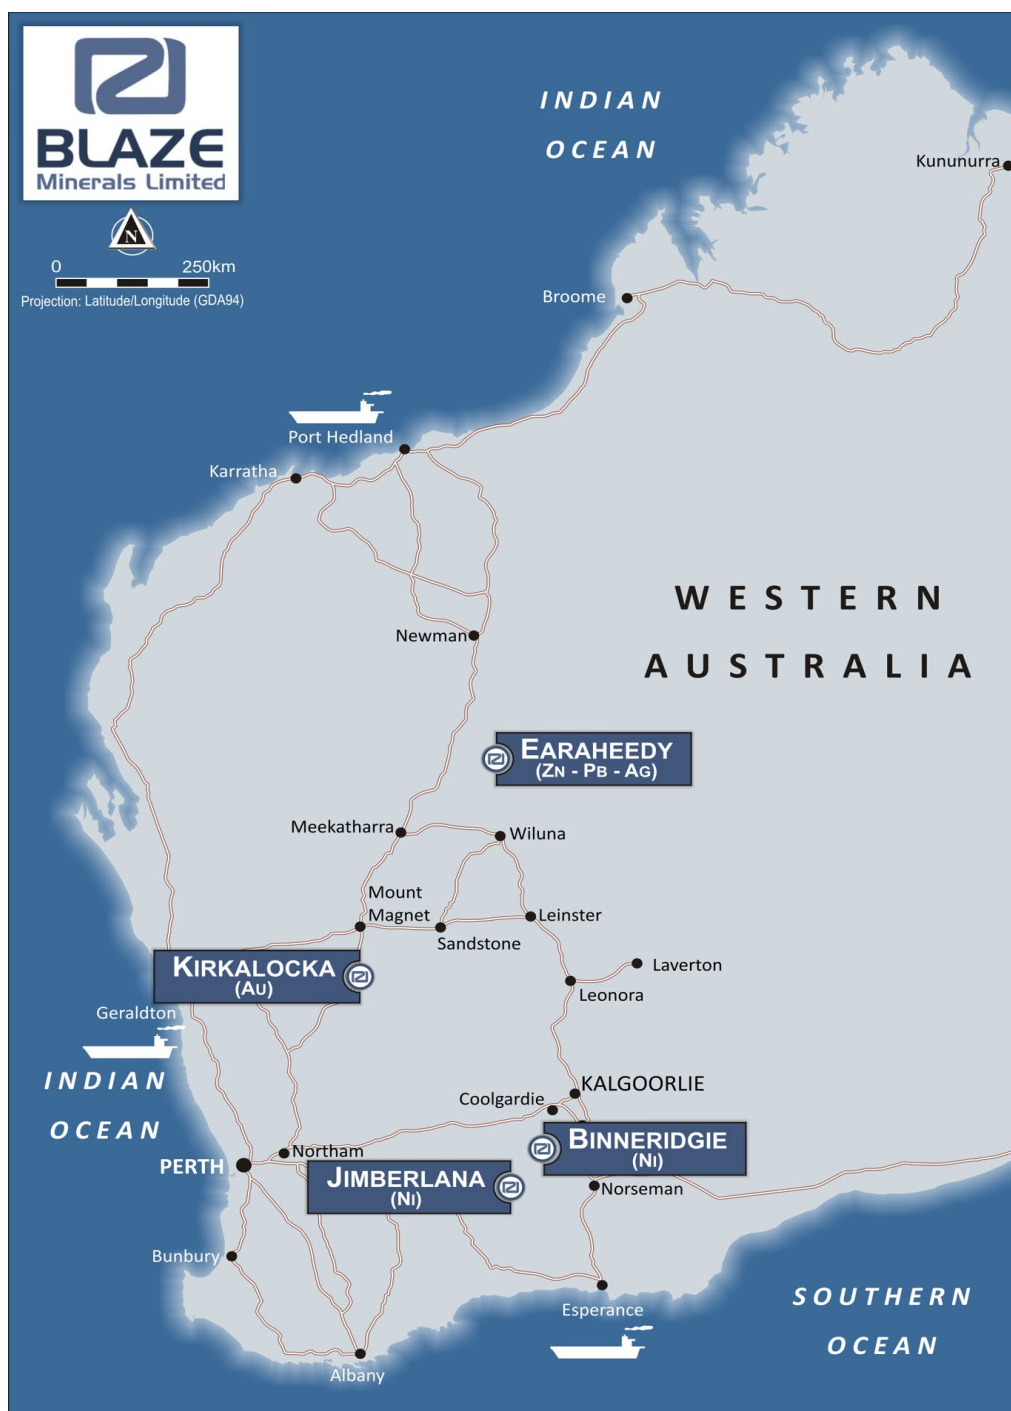 BLAZE
Minerals Limited
N
0 250km
Projection: Latitude/Longitude (GDA94)
INDIAN
OCEAN
Kununurra
Broome
Port Hedland
Karratha
WESTERN
AUSTRALIA
Newman
EARAHEEDY
(ZN - PB - AG)
Meekatharra
Wiluna
Mount
Magnet
Leinster
Sandstone
KIRKALOCKA
(AU)
Laverton
Leonora
Geraldton
INDIAN
OCEAN
KALGOORLIE
Coolgardie
BINNERIDGIE
(NI)
Northam
PERTH
JIMBERLANA
(NI)
Norseman
Bunbury
Esperance
SOUTHERN
OCEAN
Albany